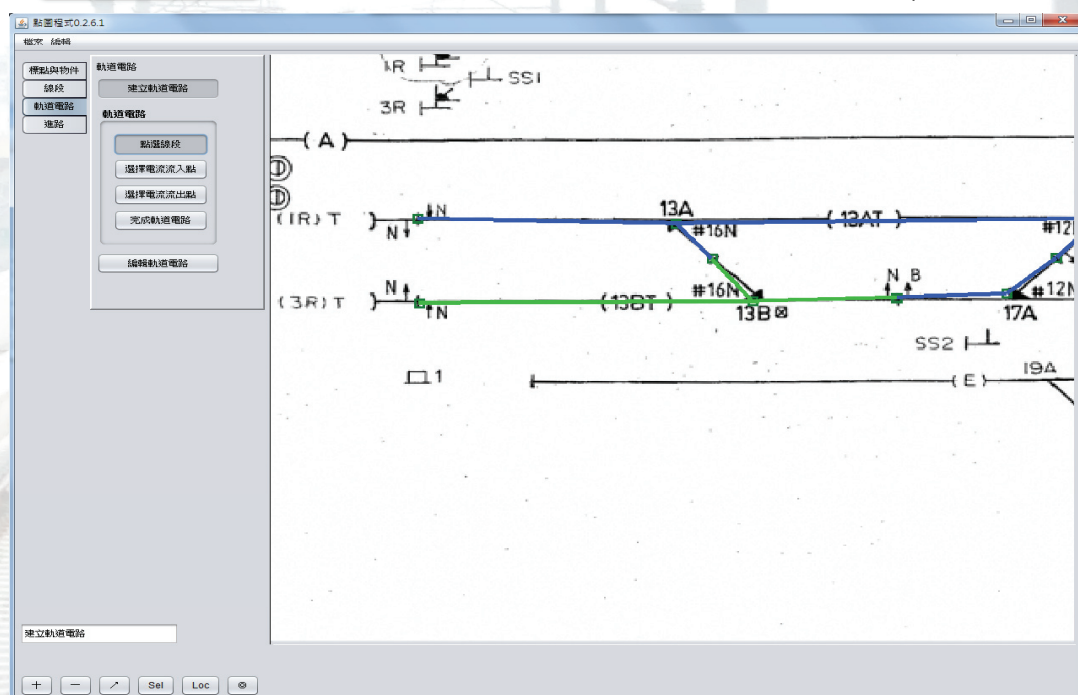 點圖程式0.2.6.1
檔案 編輯
標點與物件
線段
軌道電路
進路
軌道電路
建立軌道電路
軌道電路
點選線段
選擇電流流入點
選擇電流流出點
完成軌道電路
編輯軌道電路
1R
SS1
3R
( A )
(1R) T
N
N
13A
#16N
( 13AT )
#12
(3R) T
N
N
( 13BT )
#16N
13B
N B
17A
#12N
SS2
1
( E )
19A
建立軌道電路
+ − ↗ Sel Loc ⊗